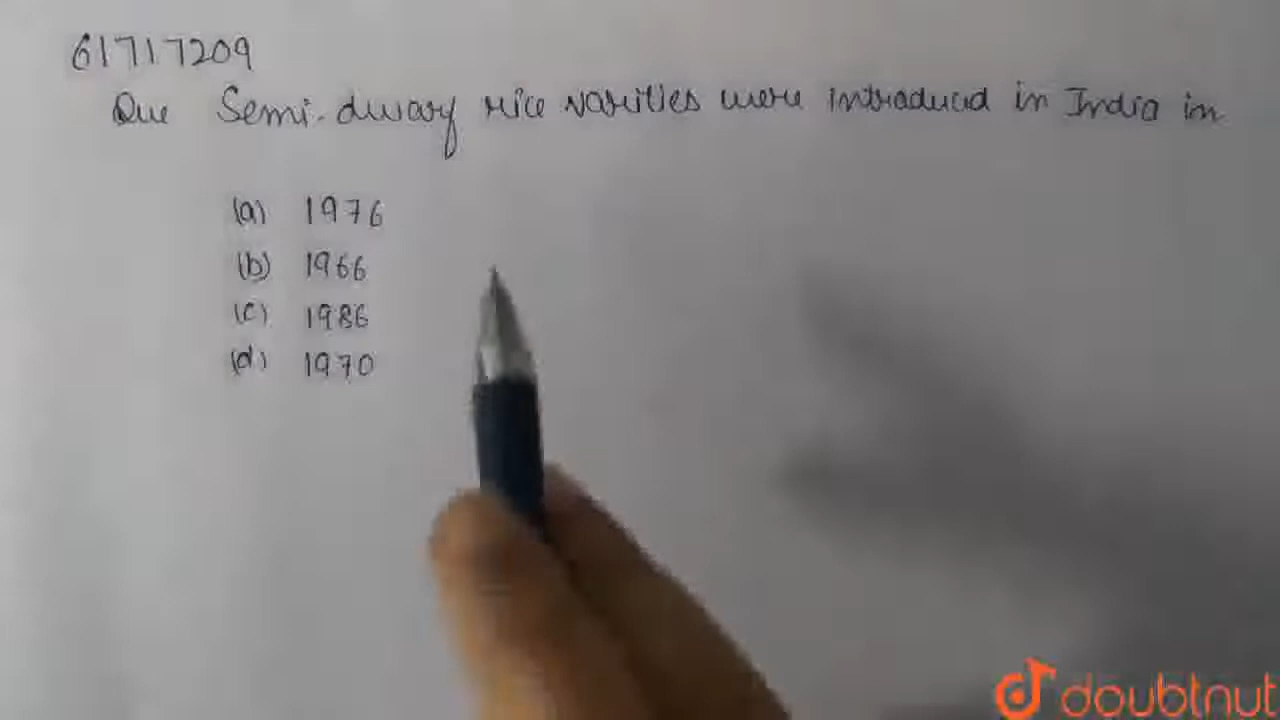 61717209
Que Semi-dwarf rice varities were introduced in India in
(a) 1976
(b) 1966
(c) 1986
(d) 1970
doubtnut